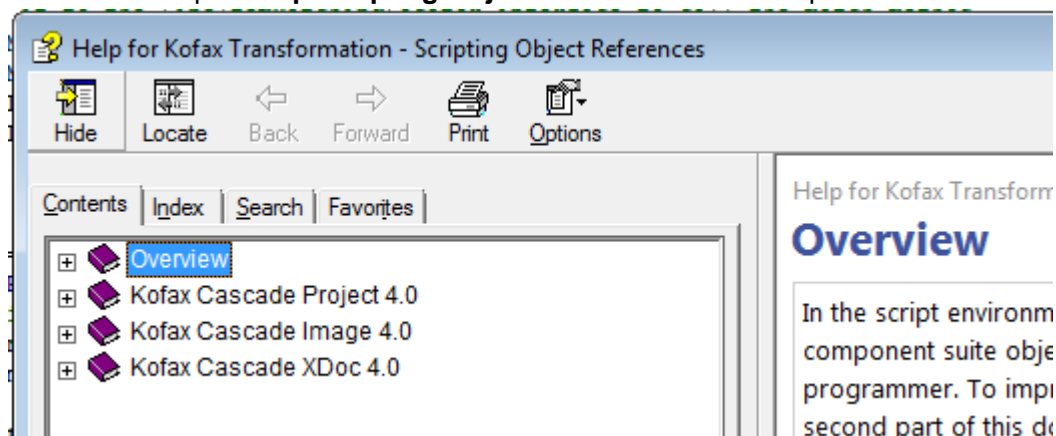 Help for Kofax Transformation - Scripting Object References
Hide Locate Back Forward Print Options
Contents Index Search Favorites
Overview
Kofax Cascade Project 4.0
Kofax Cascade Image 4.0
Kofax Cascade XDoc 4.0
Help for Kofax Transform
Overview
In the script environm
component suite obje
programmer. To impr
second part of this do